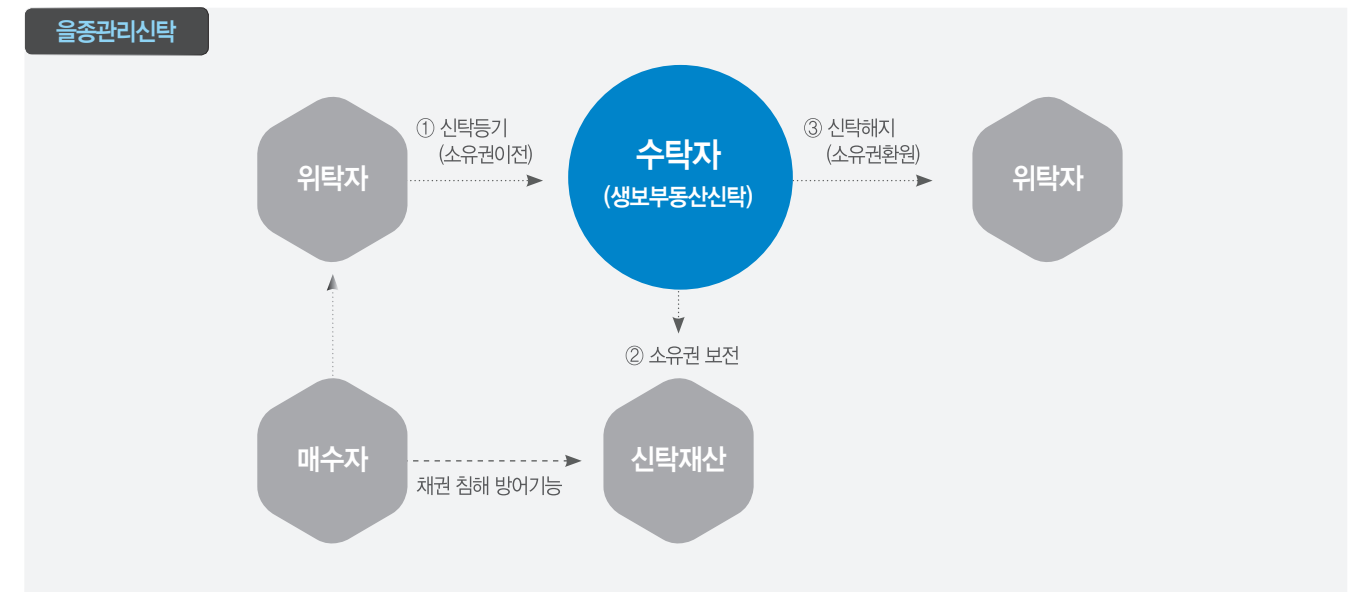 을종관리신탁
위탁자
① 신탁등기
(소유권이전)
수탁자
(생보부동산신탁)
③ 신탁해지
(소유권환원)
위탁자
② 소유권 보전
매수자
채권 침해 방어기능
신탁재산